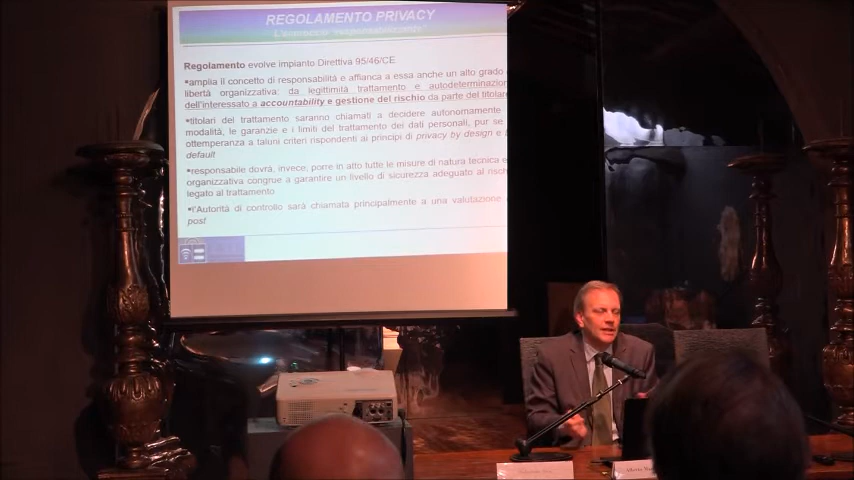 REGOLAMENTO PRIVACY
L'approccio "responsabilizzante"
Regolamento evolve impianto Direttiva 95/46/CE
▪amplia il concetto di responsabilità e affianca a essa anche un alto grado
libertà organizzativa: da legittimità trattamento e autodeterminazion
dell'interessato a accountability e gestione del rischio da parte del titolar
▪titolari del trattamento saranno chiamati a decidere autonomamente
modalità, le garanzie e i limiti del trattamento dei dati personali, pur se
ottemperanza a taluni criteri rispondenti ai principi di privacy by design e
default
▪responsabile dovrà, invece, porre in atto tutte le misure di natura tecnica e
organizzativa congrue a garantire un livello di sicurezza adeguato al risch
legato al trattamento
▪l'Autorità di controllo sarà chiamata principalmente a una valutazione
post